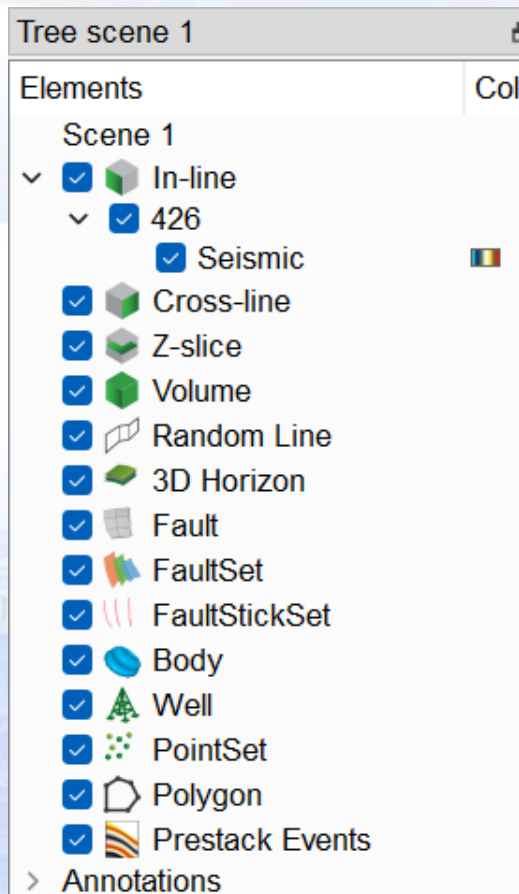 Tree scene 1
Elements Col
Scene 1
In-line
426
Seismic
Cross-line
Z-slice
Volume
Random Line
3D Horizon
Fault
FaultSet
FaultStickSet
Body
Well
PointSet
Polygon
Prestack Events
Annotations